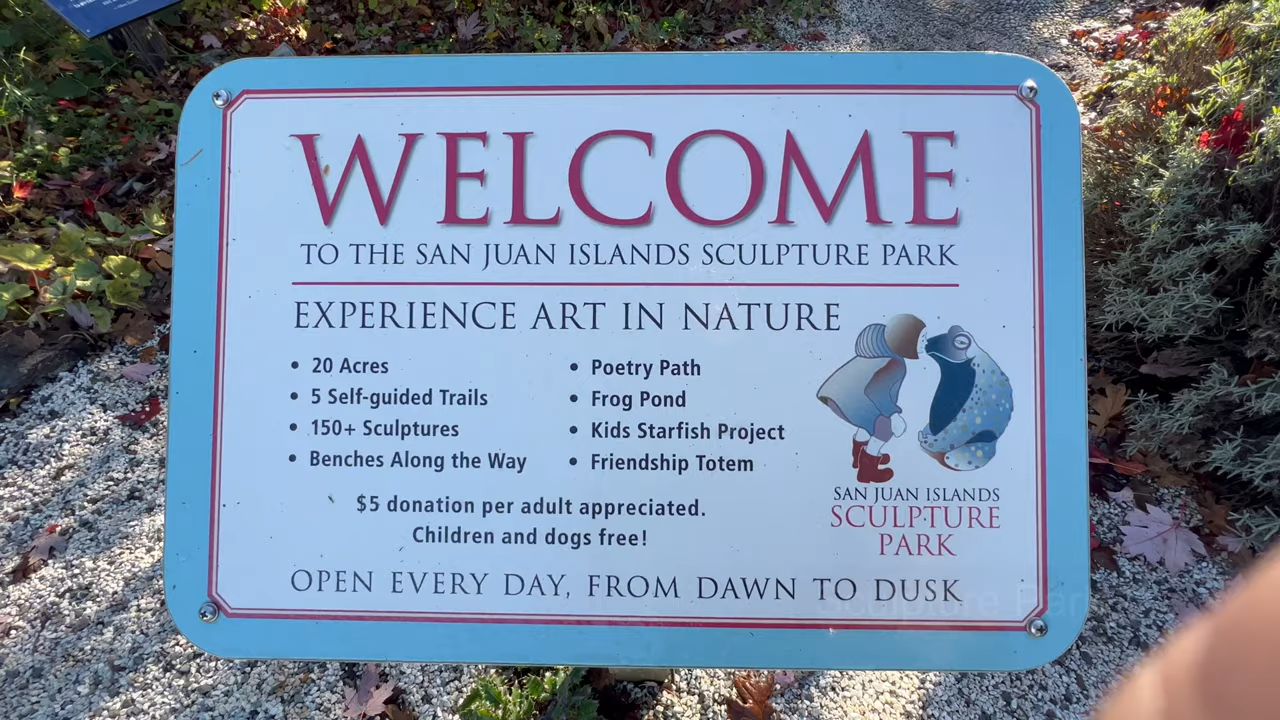 WELCOME
TO THE SAN JUAN ISLANDS SCULPTURE PARK
EXPERIENCE ART IN NATURE
• 20 Acres
• 5 Self-guided Trails
• 150+ Sculptures
• Benches Along the Way
• Poetry Path
• Frog Pond
• Kids Starfish Project
• Friendship Totem
$5 donation per adult appreciated.
Children and dogs free!
SAN JUAN ISLANDS
SCULPTURE
PARK
OPEN EVERY DAY, FROM DAWN TO DUSK